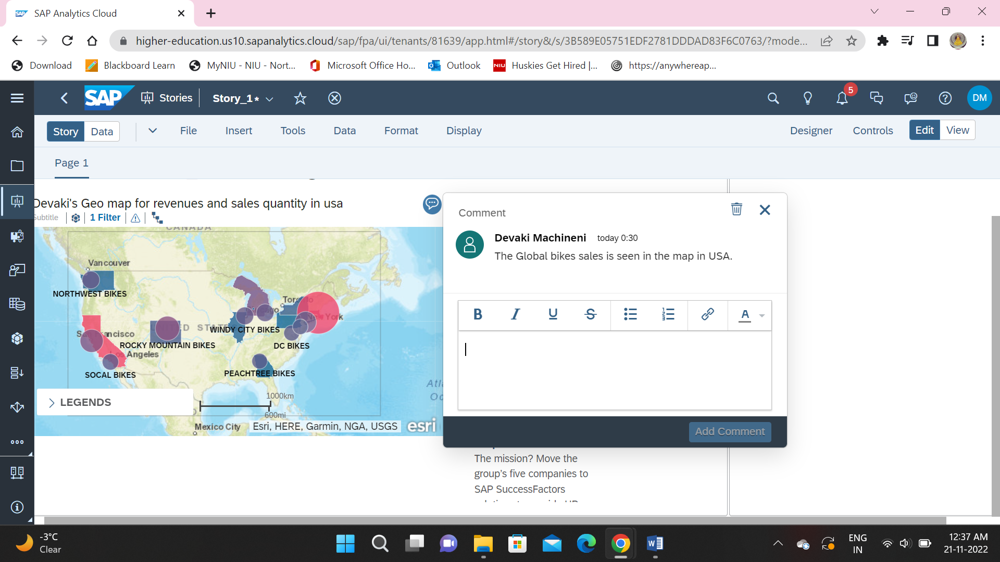 SAP Analytics Cloud
higher-education.us10.sapanalytics.cloud/sap/fpa/ui/tenants/81639/app.html#/story&/s/3B589E05751EDF2781DDDAD83F6C0763/?mode...
Download Blackboard Learn MyNIU - NIU - Nort... Microsoft Office Ho... Outlook NIU Huskies Get Hired |... https://anywhereap...
SAP Stories Story_1* 5 DM
Story Data File Insert Tools Data Format Display Designer Controls Edit View
Page 1
Devaki's Geo map for revenues and sales quantity in usa
Subtitle 1 Filter
CANADA
Vancouver
NORTHWEST BIKES
Toronto
New York
San Francisco
WINDY CITY BIKES
ROCKY MOUNTAIN BIKES
DC BIKES
Los Angeles
SOCAL BIKES
PEACHTREE BIKES
LEGENDS
1000km
600mi
Mexico City
Esri, HERE, Garmin, NGA, USGS
esri
Comment
Devaki Machineni today 0:30
The Global bikes sales is seen in the map in USA.
B I U S A
Add Comment
The mission? Move the
group's five companies to
SAP SuccessFactors
-3°C
Clear
ENG
IN
12:37 AM
21-11-2022